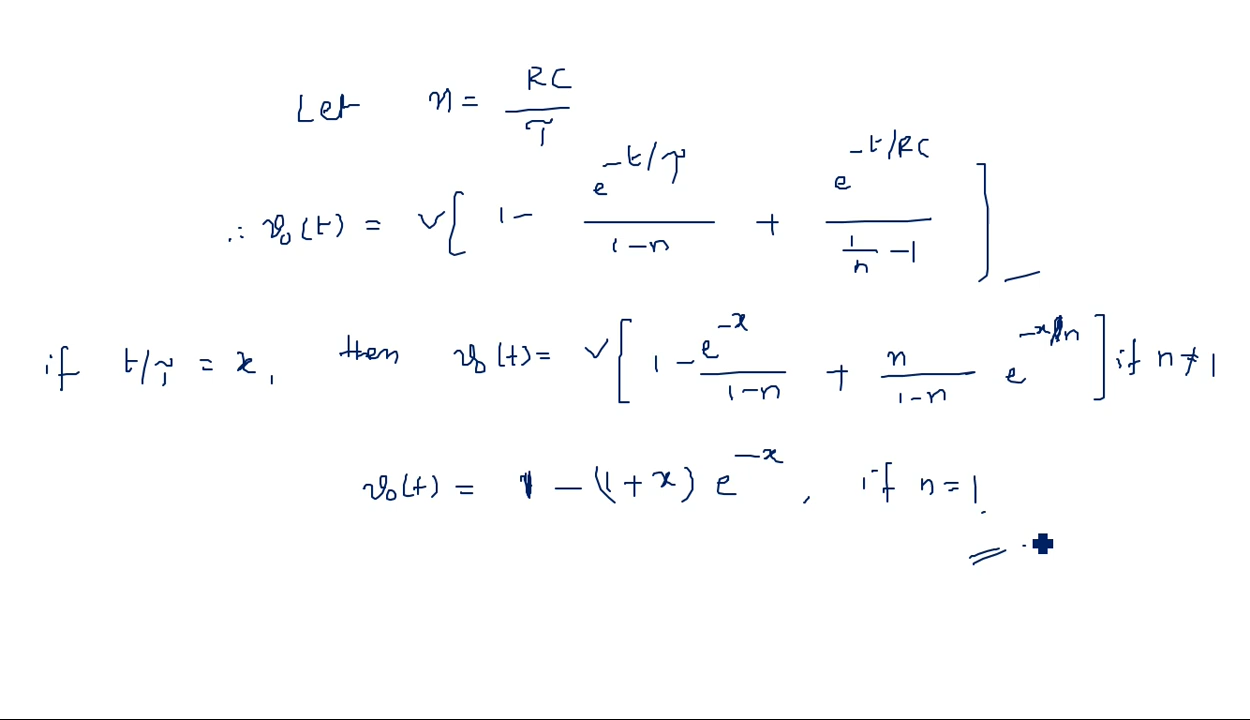 Let n = RC/τ
∴ v₀(t) = V[ 1 - e^(-t/τ)/(1-n) + e^(-t/RC)/(1/n - 1) ]
if t/τ = x, then v₀(t) = V[ 1 - e^(-x)/(1-n) + n/(1-n) e^(-x/n) ] if n ≠ 1
v₀(t) = 1 - (1+x) e^(-x), if n = 1.